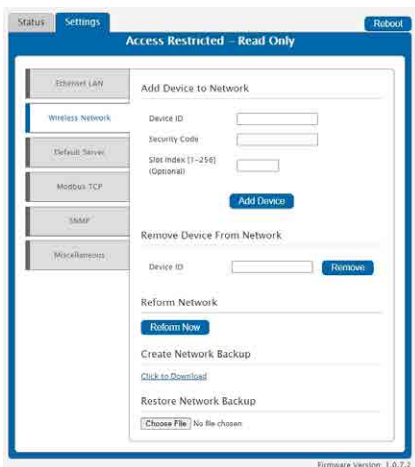 Status
Settings
Reboot
Access Restricted – Read Only
Ethernet LAN
Wireless Network
Default Server
Modbus TCP
SNMP
Miscellaneous
Add Device to Network
Device ID
Security Code
Slot Index [1-256]
(Optional)
Add Device
Remove Device From Network
Device ID
Remove
Reform Network
Reform Now
Create Network Backup
Click to Download
Restore Network Backup
Choose File No file chosen
Firmware Version: 1.0.7.2